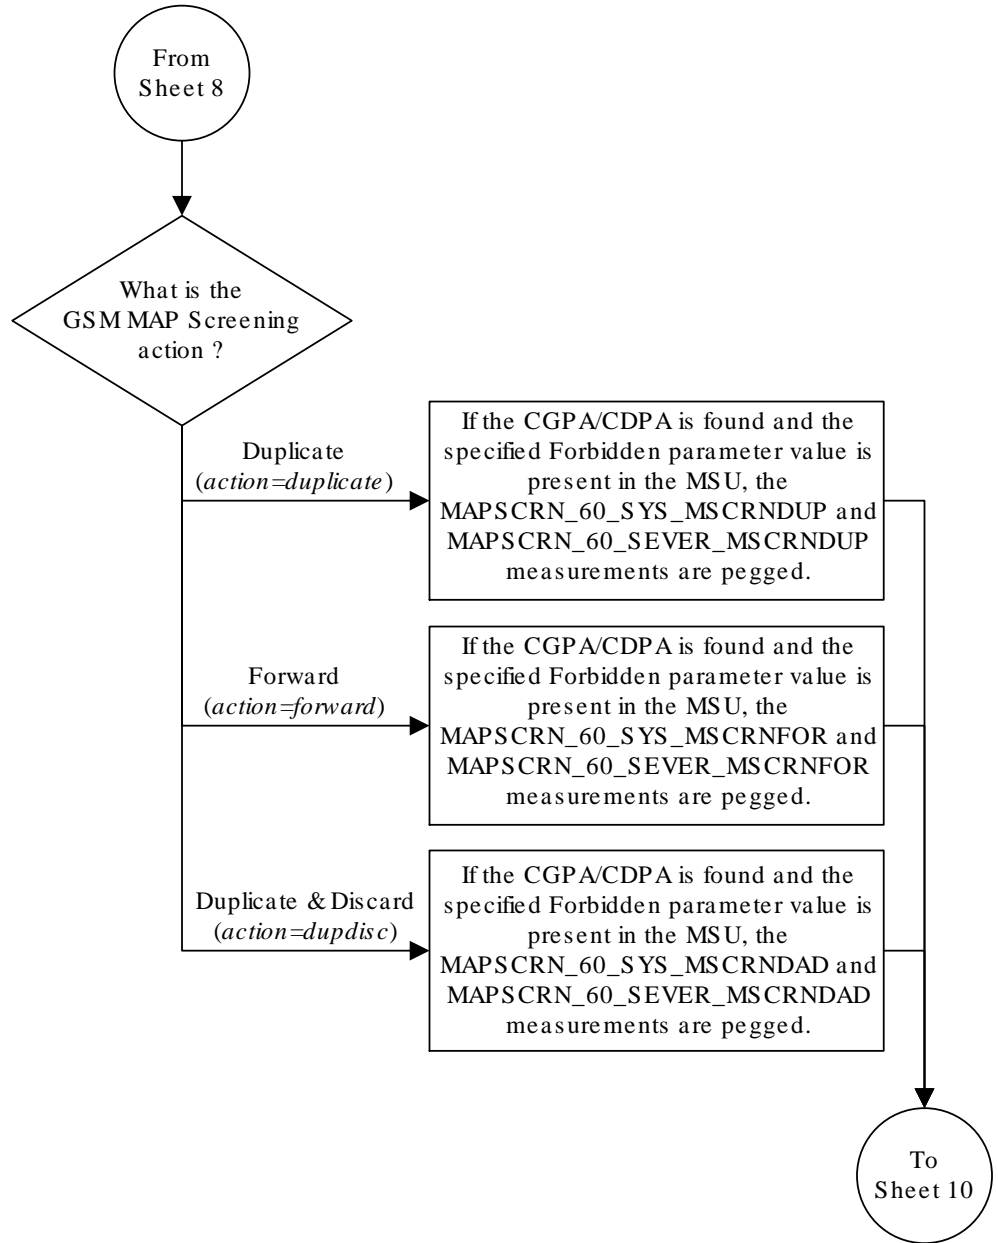 From
Sheet 8
What is the
GSM MAP Screening
action ?
Duplicate
(action=duplicate)
If the CGPA/CDPA is found and the
specified Forbidden parameter value is
present in the MSU, the
MAPSCRN_60_SYS_MSCRNDUP and
MAPSCRN_60_SEVER_MSCRNDUP
measurements are pegged.
Forward
(action=forward)
If the CGPA/CDPA is found and the
specified Forbidden parameter value is
present in the MSU, the
MAPSCRN_60_SYS_MSCRNFOR and
MAPSCRN_60_SEVER_MSCRNFOR
measurements are pegged.
Duplicate & Discard
(action=dupdisc)
If the CGPA/CDPA is found and the
specified Forbidden parameter value is
present in the MSU, the
MAPSCRN_60_SYS_MSCRNDAD and
MAPSCRN_60_SEVER_MSCRNDAD
measurements are pegged.
To
Sheet 10